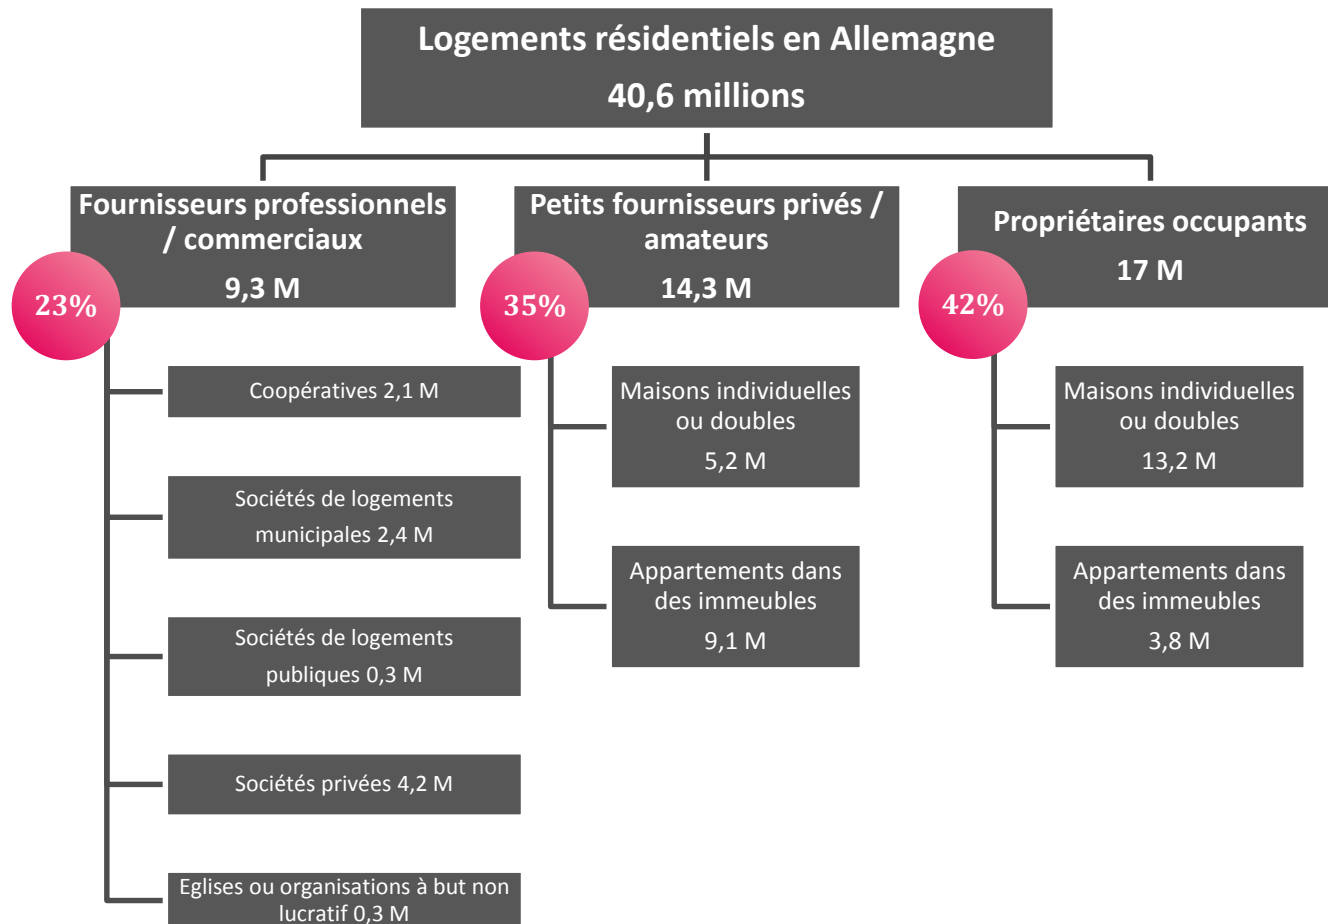 Logements résidentiels en Allemagne
40,6 millions
Fournisseurs professionnels
/ commerciaux
9,3 M
23%
Coopératives 2,1 M
Sociétés de logements
municipales 2,4 M
Sociétés de logements
publiques 0,3 M
Sociétés privées 4,2 M
Eglises ou organisations à but non
lucratif 0,3 M
Petits fournisseurs privés /
amateurs
14,3 M
35%
Maisons individuelles
ou doubles
5,2 M
Appartements dans
des immeubles
9,1 M
Propriétaires occupants
17 M
42%
Maisons individuelles
ou doubles
13,2 M
Appartements dans
des immeubles
3,8 M